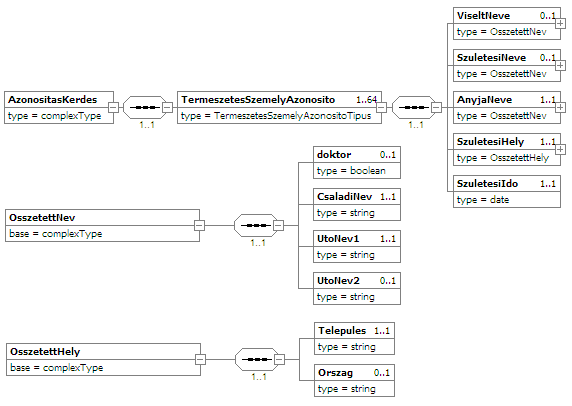 ViseltNeve 0..1
type = OsszetettNev
SzuletesiNeve 0..1
type = OsszetettNev
AzonositasKerdes
type = complexType
1..1
TermeszetesSzemelyAzonosito 1..64
type = TermeszetesSzemelyAzonositoTipus
1..1
AnyjaNeve 1..1
type = OsszetettNev
SzuletesiHely 1..1
type = OsszetettHely
SzuletesiIdo 1..1
type = date
OsszetettNev
base = complexType
1..1
doktor 0..1
type = boolean
CsaladiNev 1..1
type = string
UtoNev1 1..1
type = string
UtoNev2 0..1
type = string
OsszetettHely
base = complexType
1..1
Telepules 1..1
type = string
Orszag 0..1
type = string